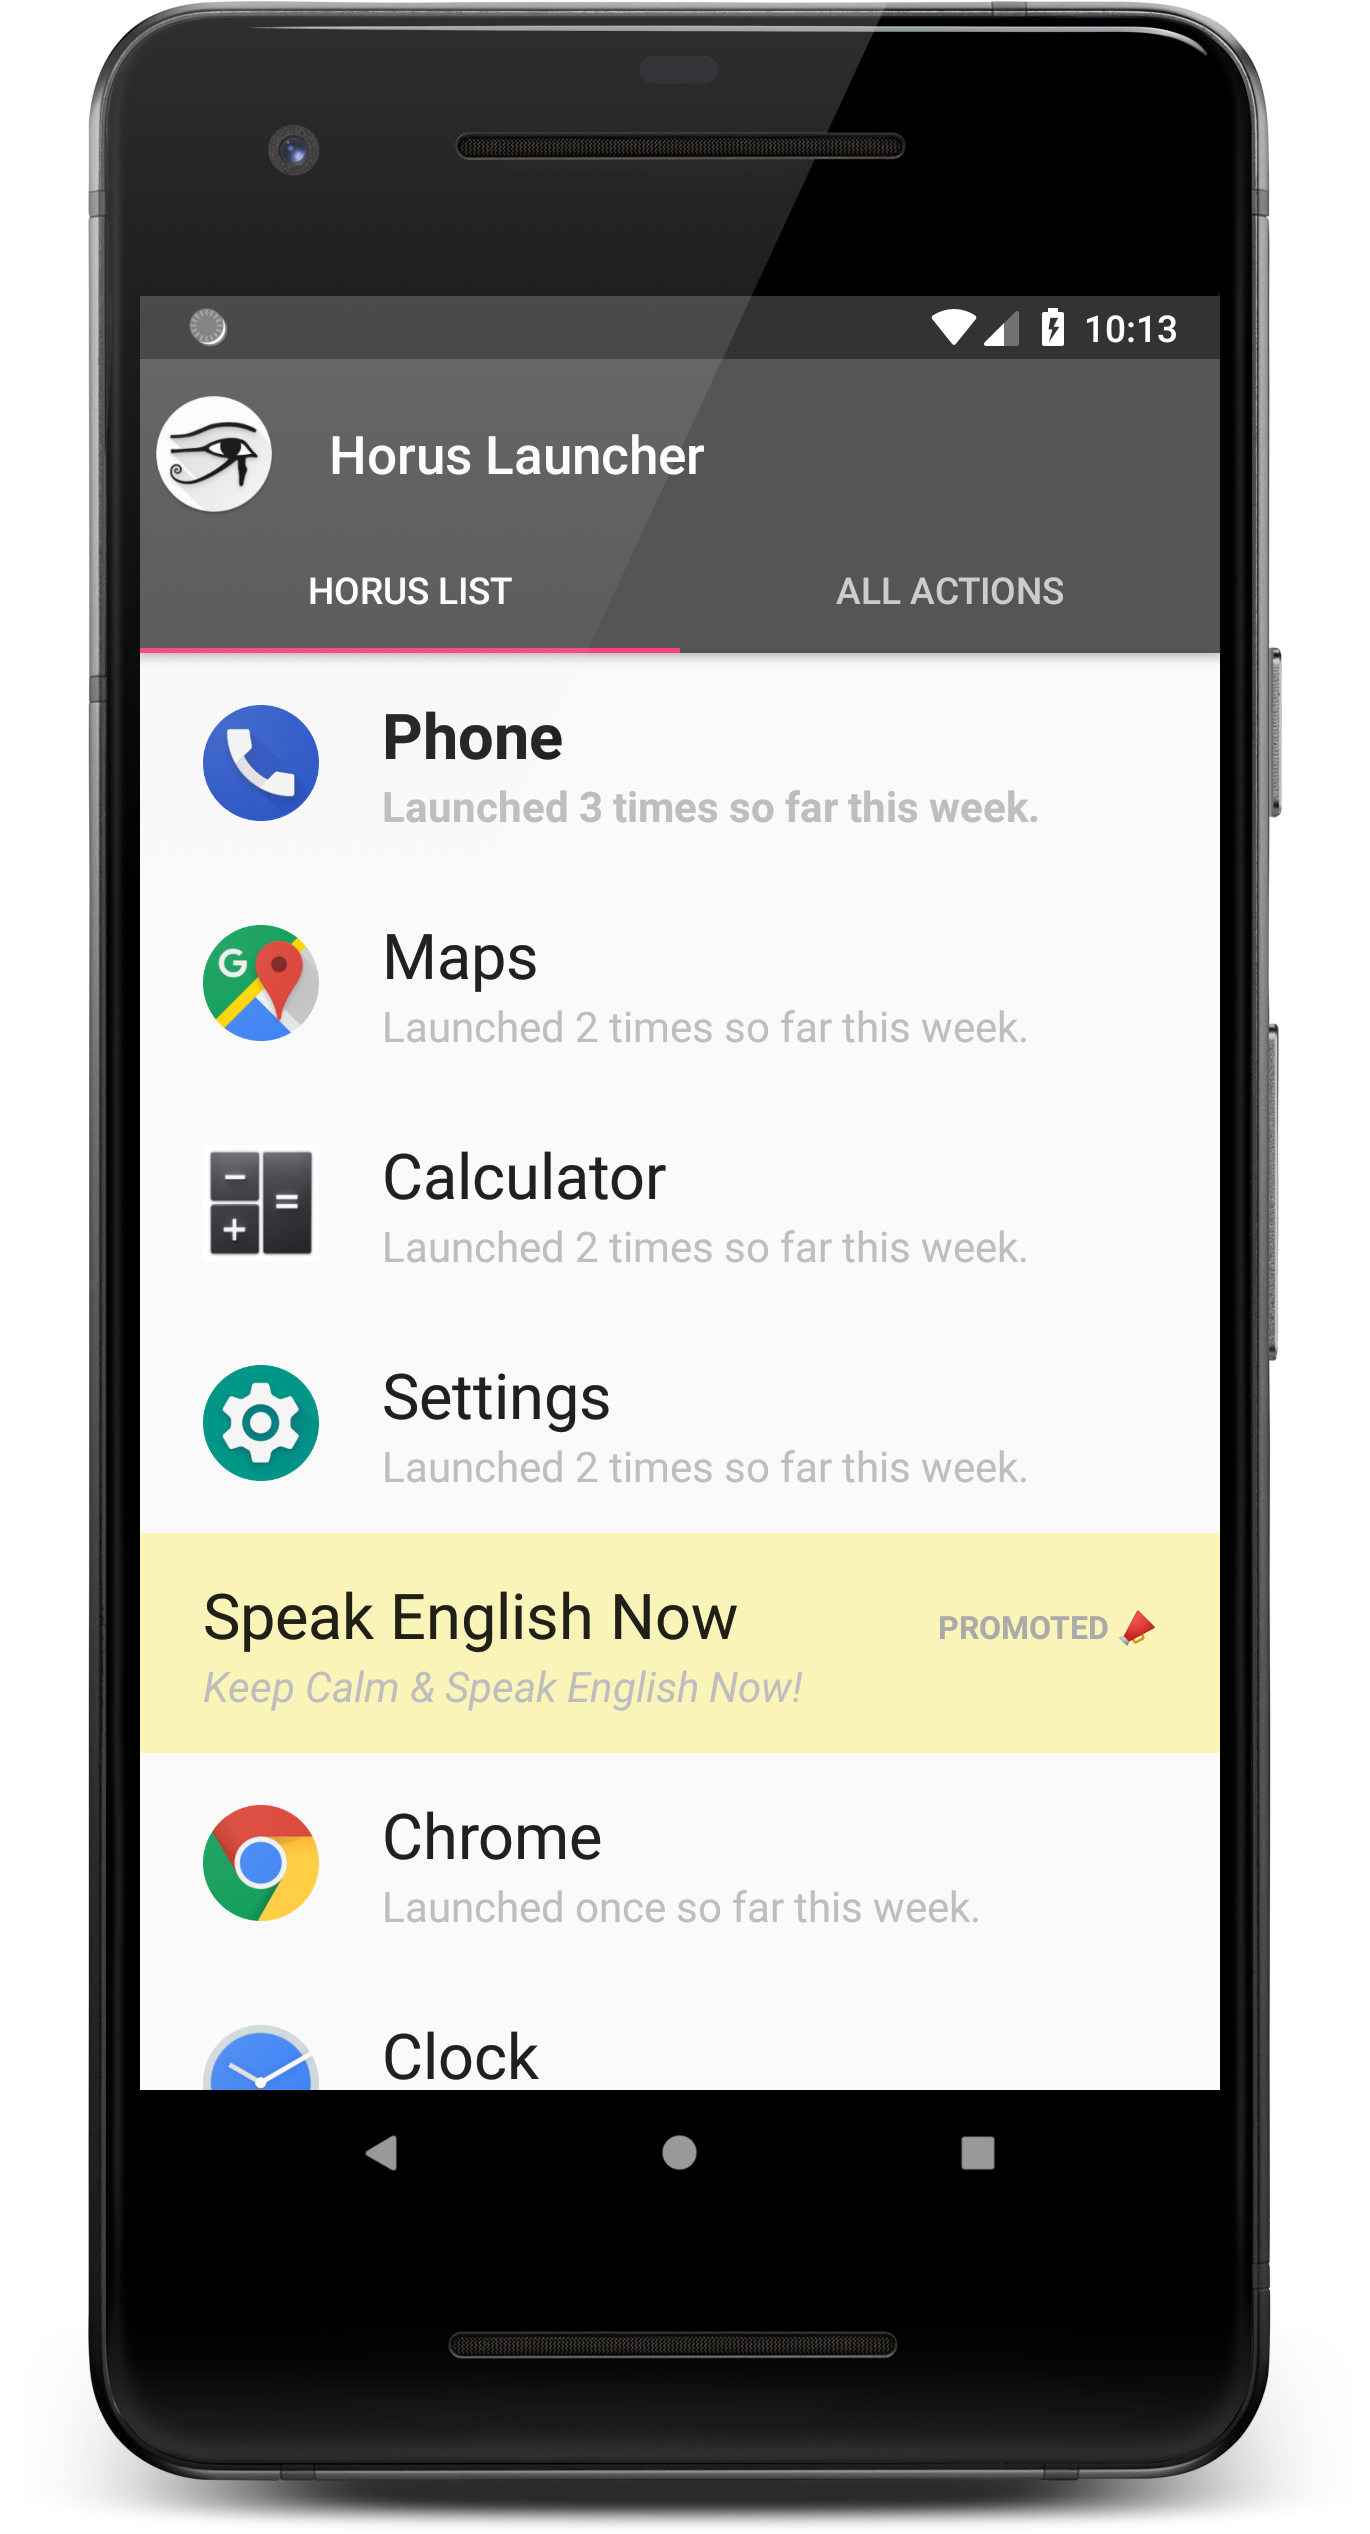 10:13
Horus Launcher
HORUS LIST
ALL ACTIONS
Phone
Launched 3 times so far this week.
G
Maps
Launched 2 times so far this week.
Calculator
Launched 2 times so far this week.
Settings
Launched 2 times so far this week.
Speak English Now
PROMOTED
Keep Calm & Speak English Now!
Chrome
Launched once so far this week.
Clock